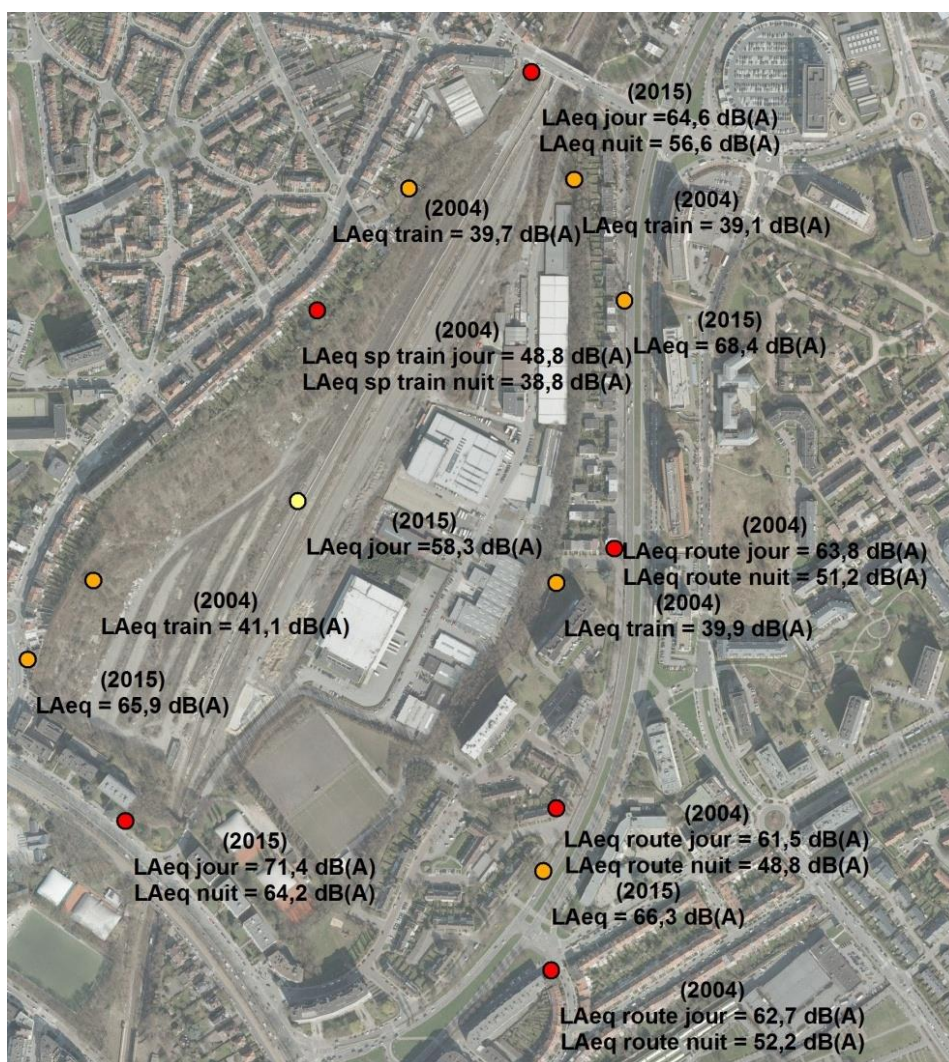 (2015)
LAeq jour =64,6 dB(A)
LAeq nuit = 56,6 dB(A)
(2004)
LAeq train = 39,7 dB(A)
(2004)
LAeq train = 39,1 dB(A)
(2004)
LAeq sp train jour = 48,8 dB(A)
LAeq sp train nuit = 38,8 dB(A)
(2015)
LAeq = 68,4 dB(A)
(2015)
LAeq jour =58,3 dB(A)
(2004)
LAeq route jour = 63,8 dB(A)
LAeq route nuit = 51,2 dB(A)
(2004)
LAeq train = 41,1 dB(A)
(2004)
LAeq train = 39,9 dB(A)
(2015)
LAeq = 65,9 dB(A)
(2015)
LAeq jour = 71,4 dB(A)
LAeq nuit = 64,2 dB(A)
(2004)
LAeq route jour = 61,5 dB(A)
LAeq route nuit = 48,8 dB(A)
(2015)
LAeq = 66,3 dB(A)
(2004)
LAeq route jour = 62,7 dB(A)
LAeq route nuit = 52,2 dB(A)